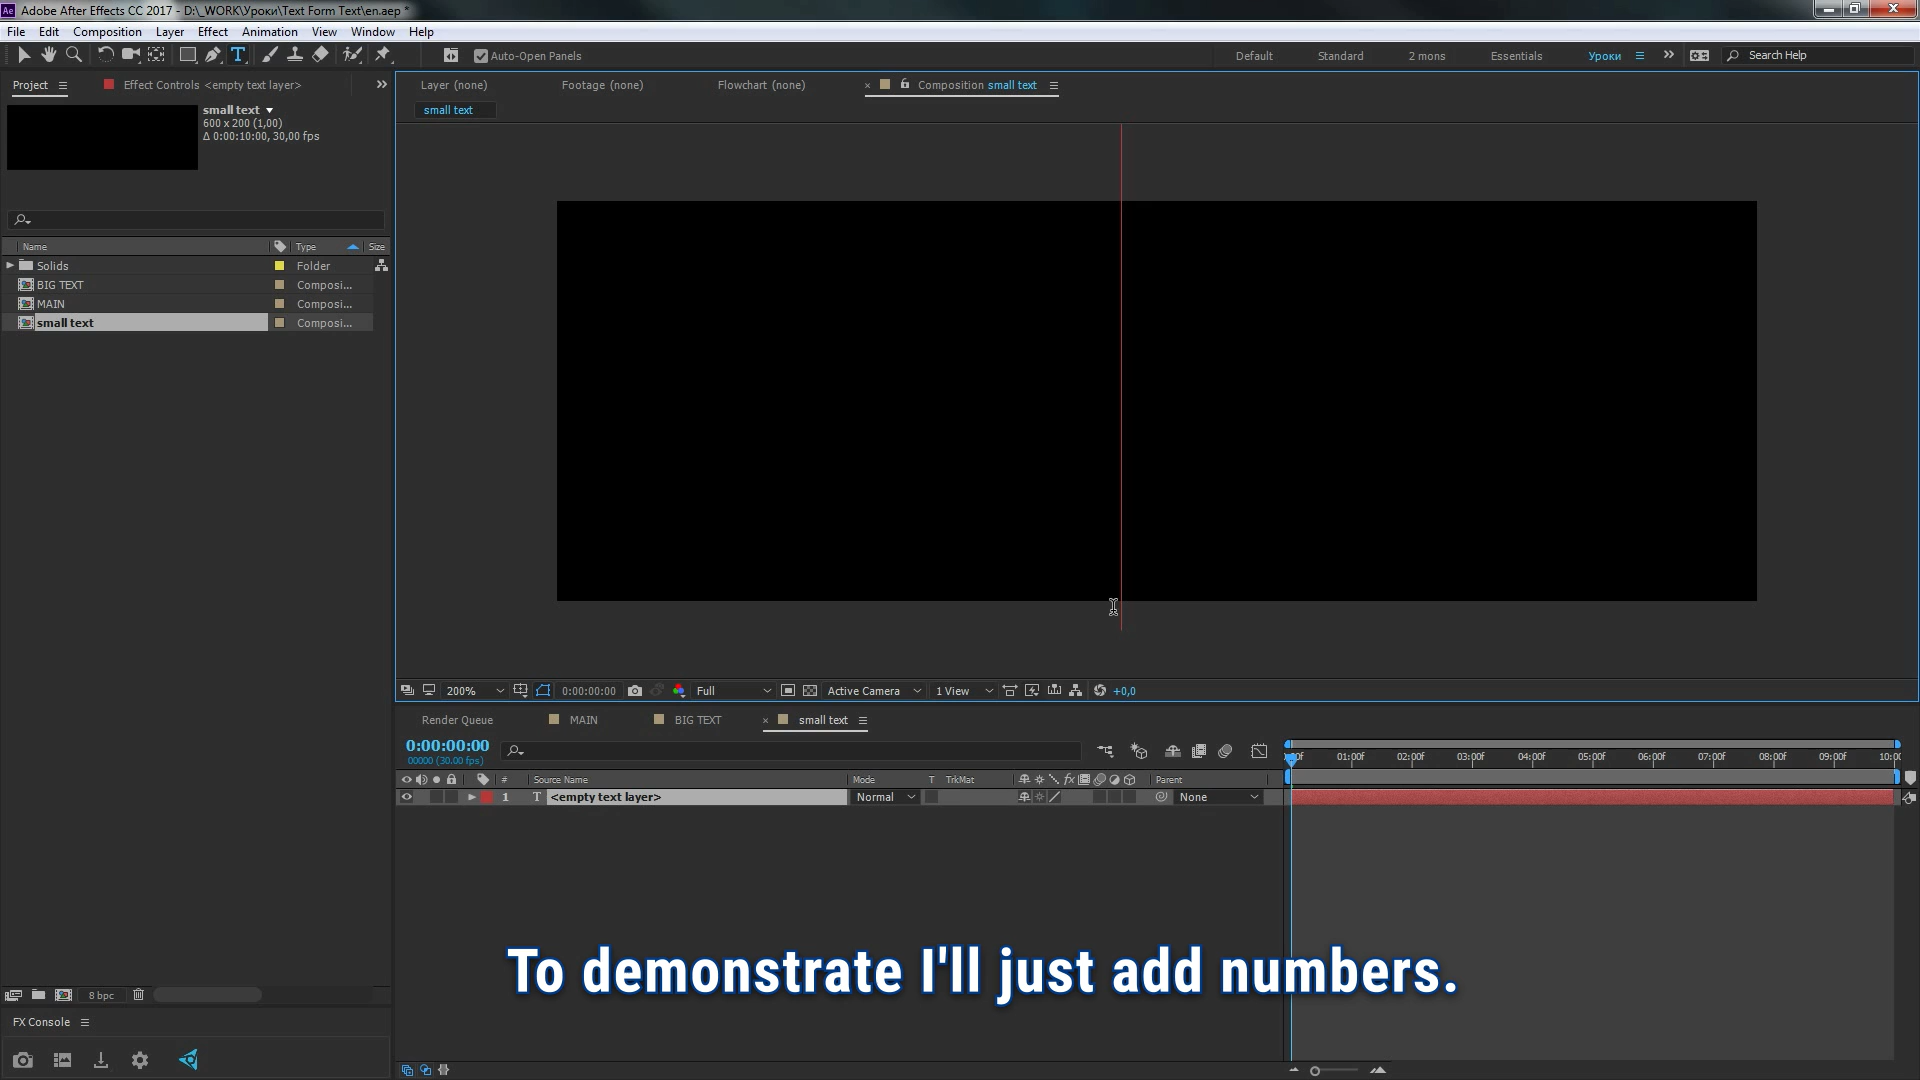 Adobe After Effects CC 2017 - D:\_WORK\Уроки\Text Form Text\en.aep *
File Edit Composition Layer Effect Animation View Window Help
Auto-Open Panels
Default Standard 2 mons Essentials Уроки Search Help
Project Effect Controls <empty text layer>
Layer (none) Footage (none) Flowchart (none) Composition small text
small text
small text
600 x 200 (1,00)
Δ 0:00:10:00, 30,00 fps
Name Type Size
Solids Folder
BIG TEXT Composi...
MAIN Composi...
small text Composi...
200% 0:00:00:00 Full Active Camera 1 View +0,0
Render Queue MAIN BIG TEXT small text
0:00:00:00
00000 (30.00 fps)
01:00f 02:00f 03:00f 04:00f 05:00f 06:00f 07:00f 08:00f 09:00f
# Source Name Mode T TrkMat fx Parent
1 T <empty text layer> Normal None
To demonstrate I'll just add numbers.
8 bpc
FX Console